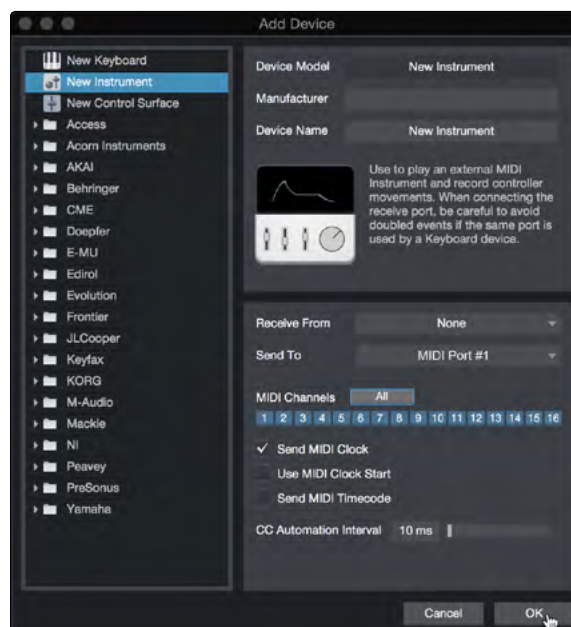 Add Device
New Keyboard
New Instrument
New Control Surface
Access
Acorn Instruments
AKAI
Behringer
CME
Doepfer
E-MU
Edirol
Evolution
Frontier
JLCooper
Keyfax
KORG
M-Audio
Mackie
NI
Peavey
PreSonus
Yamaha
Device Model New Instrument
Manufacturer
Device Name New Instrument
Use to play an external MIDI
Instrument and record controller
movements. When connecting the
receive port, be careful to avoid
doubled events if the same port is
used by a Keyboard device.
Receive From None
Send To MIDI Port #1
MIDI Channels All
1 2 3 4 5 6 7 8 9 10 11 12 13 14 15 16
Send MIDI Clock
Use MIDI Clock Start
Send MIDI Timecode
CC Automation Interval 10 ms
Cancel OK